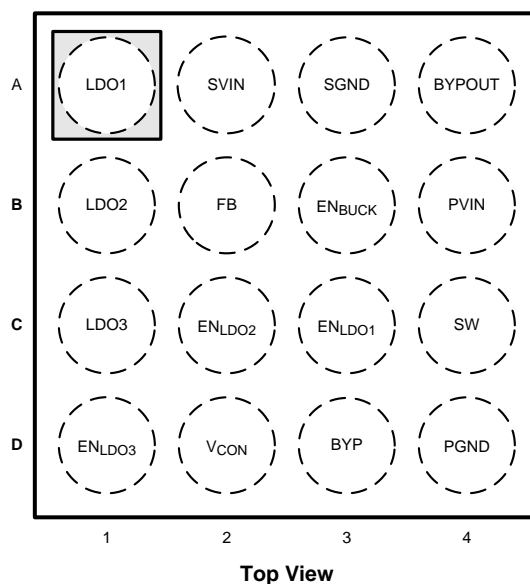 A LDO1 SVIN SGND BYPOUT
B LDO2 FB ENBUCK PVIN
C LDO3 ENLDO2 ENLDO1 SW
D ENLDO3 VCON BYP PGND
1 2 3 4
Top View